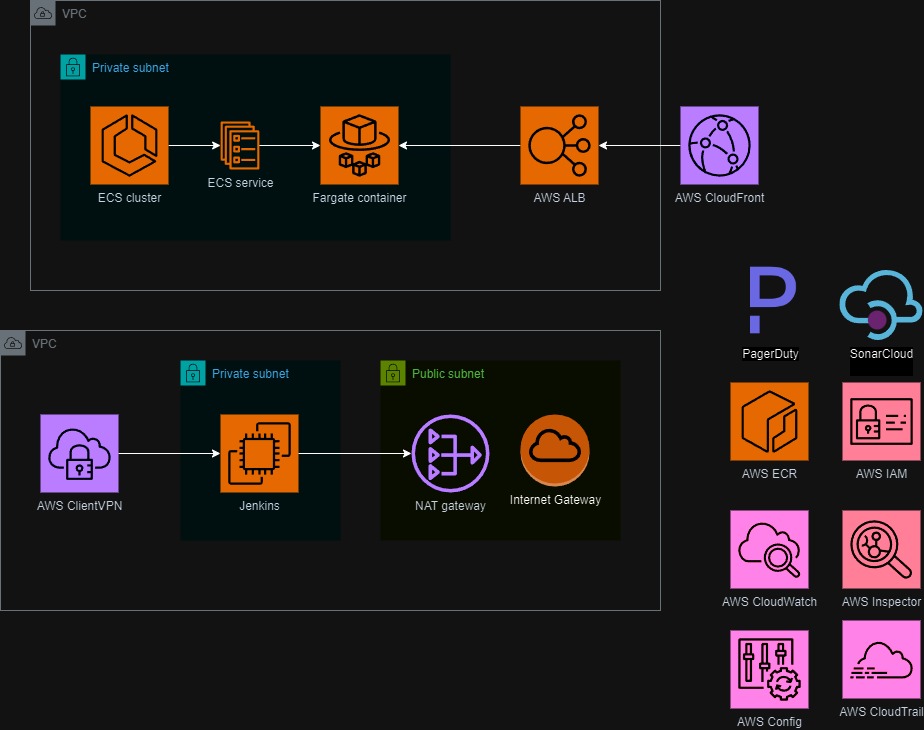 VPC
Private subnet
ECS cluster
ECS service
Fargate container
AWS ALB
AWS CloudFront
PagerDuty
SonarCloud
VPC
Private subnet
Public subnet
AWS ClientVPN
Jenkins
NAT gateway
Internet Gateway
AWS ECR
AWS IAM
AWS CloudWatch
AWS Inspector
AWS Config
AWS CloudTrail